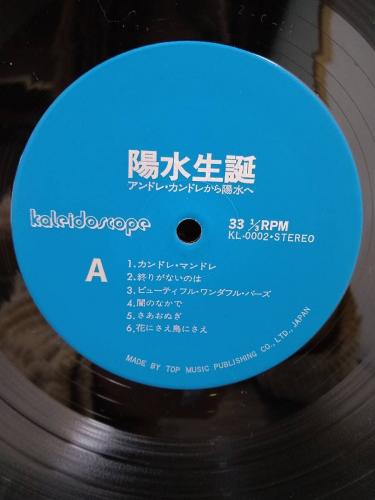 陽水生誕
アンドレ・カンドレから陽水へ
kaleidoscope
33 ⅓RPM
KL-0002・STEREO
A
1.カンドレ・マンドレ
2.終りがないのは
3.ビューティフル・ワンダフル・バーズ
4.闇のなかで
5.さあおぬぎ
6.花にさえ鳥にさえ
MADE BY TOP MUSIC PUBLISHING CO., LTD., JAPAN